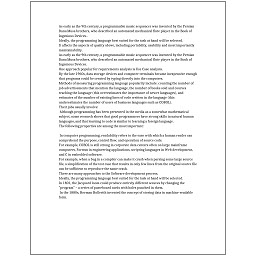 As early as the 9th century, a programmable music sequencer was invented by the Persian
Banu Musa brothers, who described an automated mechanical flute player in the Book of
Ingenious Devices.
Ideally, the programming language best suited for the task at hand will be selected.
It affects the aspects of quality above, including portability, usability and most importantly
maintainability.
As early as the 9th century, a programmable music sequencer was invented by the Persian
Banu Musa brothers, who described an automated mechanical flute player in the Book of
Ingenious Devices.
One approach popular for requirements analysis is Use Case analysis.
By the late 1960s, data storage devices and computer terminals became inexpensive enough
that programs could be created by typing directly into the computers.
Methods of measuring programming language popularity include: counting the number of
job advertisements that mention the language, the number of books sold and courses
teaching the language (this overestimates the importance of newer languages), and
estimates of the number of existing lines of code written in the language (this
underestimates the number of users of business languages such as COBOL).
Their jobs usually involve:
Although programming has been presented in the media as a somewhat mathematical
subject, some research shows that good programmers have strong skills in natural human
languages, and that learning to code is similar to learning a foreign language.
The following properties are among the most important:
In computer programming, readability refers to the ease with which a human reader can
comprehend the purpose, control flow, and operation of source code.
For example, COBOL is still strong in corporate data centers often on large mainframe
computers, Fortran in engineering applications, scripting languages in Web development,
and C in embedded software.
For example, when a bug in a compiler can make it crash when parsing some large source
file, a simplification of the test case that results in only few lines from the original source file
can be sufficient to reproduce the same crash.
There are many approaches to the Software development process.
Ideally, the programming language best suited for the task at hand will be selected.
In 1801, the Jacquard loom could produce entirely different weaves by changing the
"program" - a series of pasteboard cards with holes punched in them.
In the 1880s, Herman Hollerith invented the concept of storing data in machine-readable
form.